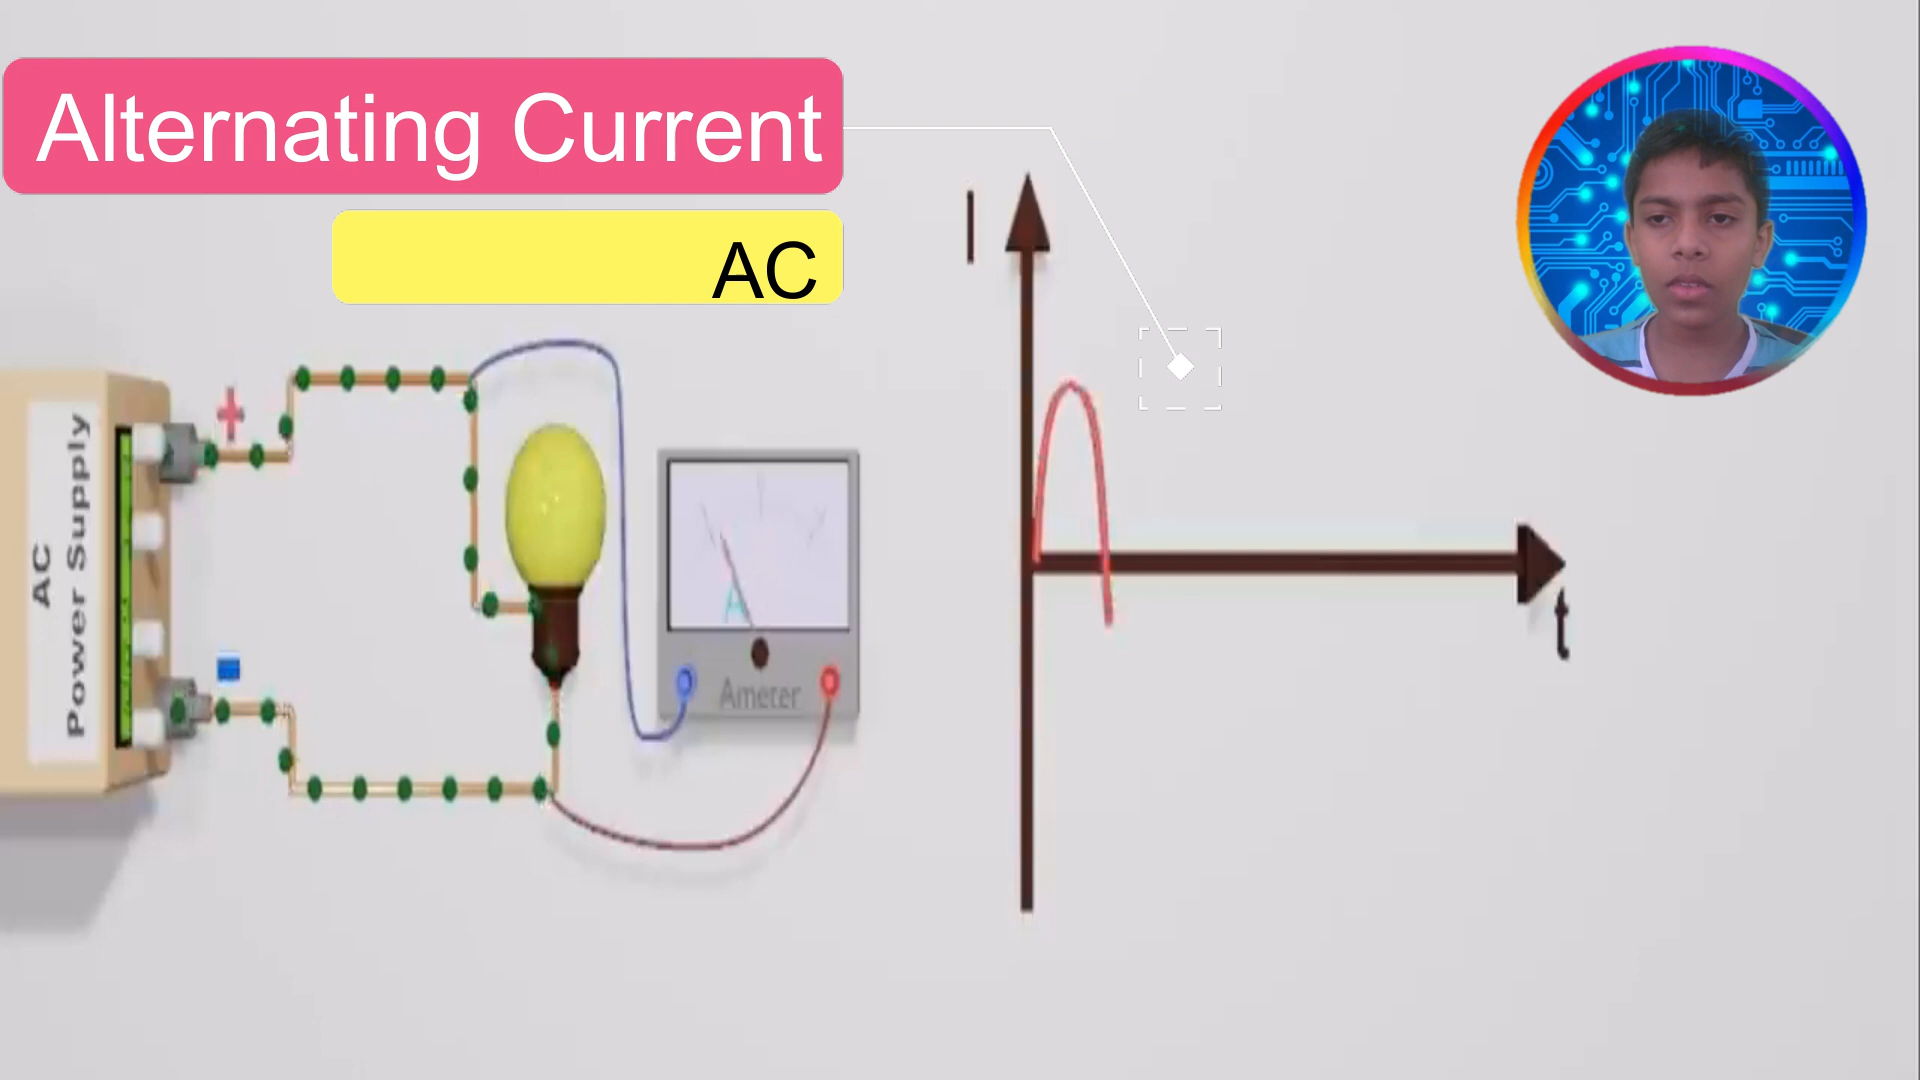 Alternating Current
AC
I
AC
Power Supply
+
-
A
Ameter
t